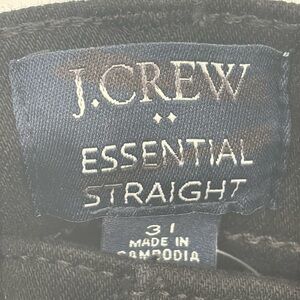 J.CREW
ESSENTIAL
STRAIGHT
31
MADE IN
CAMBODIA